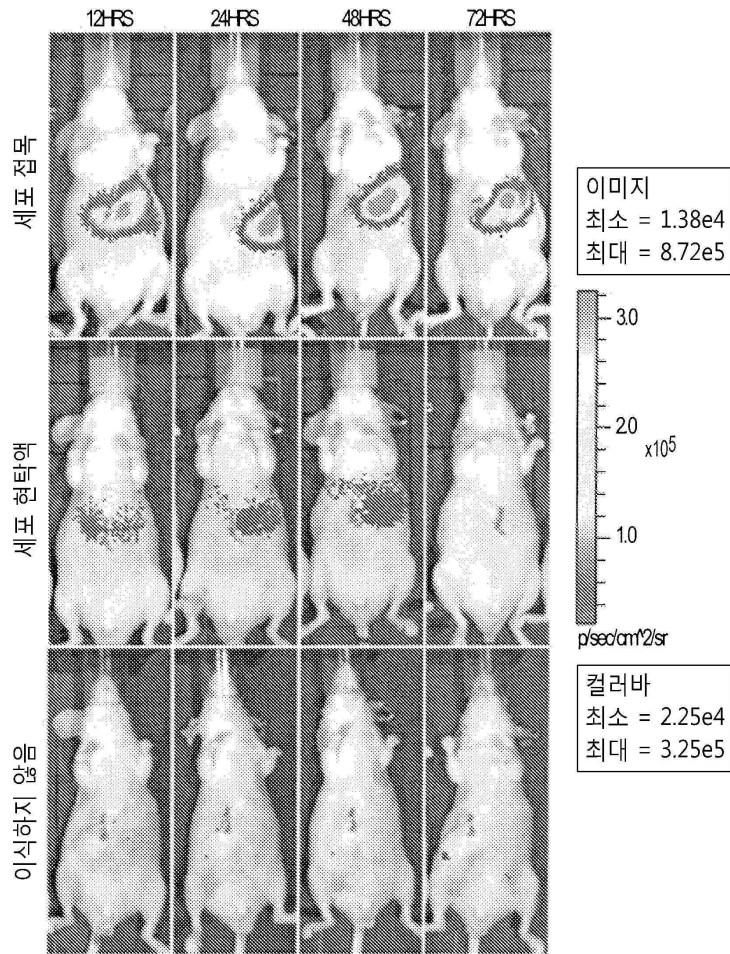 12HRS 24HRS 48HRS 72HRS
세포 접목
세포 현탁액
이식하지 않음
이미지
최소 = 1.38e4
최대 = 8.72e5
3.0
2.0
x10^5
1.0
p/sec/cm^2/sr
컬러바
최소 = 2.25e4
최대 = 3.25e5